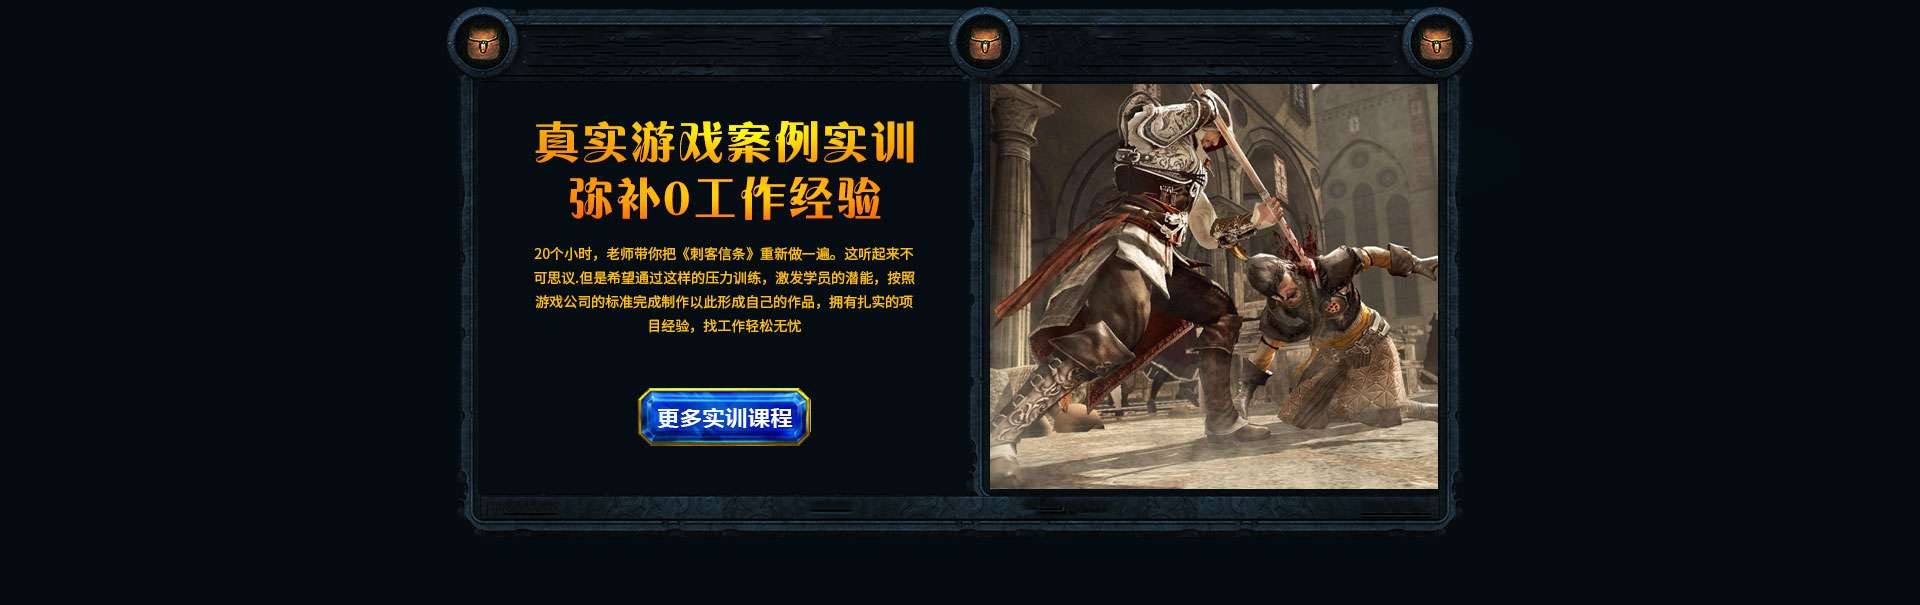 真实游戏案例实训
弥补0工作经验
20个小时，老师带你把《刺客信条》重新做一遍。这听起来不
可思议.但是希望通过这样的压力训练，激发学员的潜能，按照
游戏公司的标准完成制作以此形成自己的作品，拥有扎实的项
目经验，找工作轻松无忧
更多实训课程